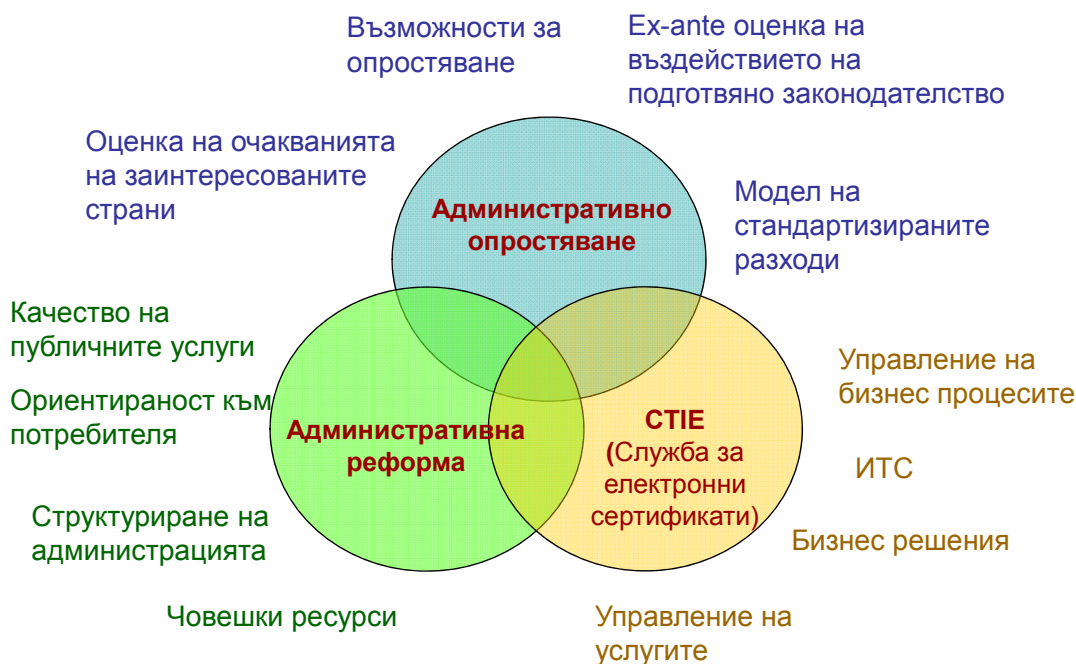 Възможности за
опростяване
Ex-ante оценка на
въздействието на
подготвяно законодателство
Оценка на очакванията
на заинтересованите
страни
Административно
опростяване
Модел на
стандартизираните
разходи
Качество на
публичните услуги
Ориентираност към
потребителя
Административна
реформа
CTIE
(Служба за
електронни
сертификати)
Управление на
бизнес процесите
ИТС
Структуриране на
администрацията
Бизнес решения
Човешки ресурси
Управление на
услугите